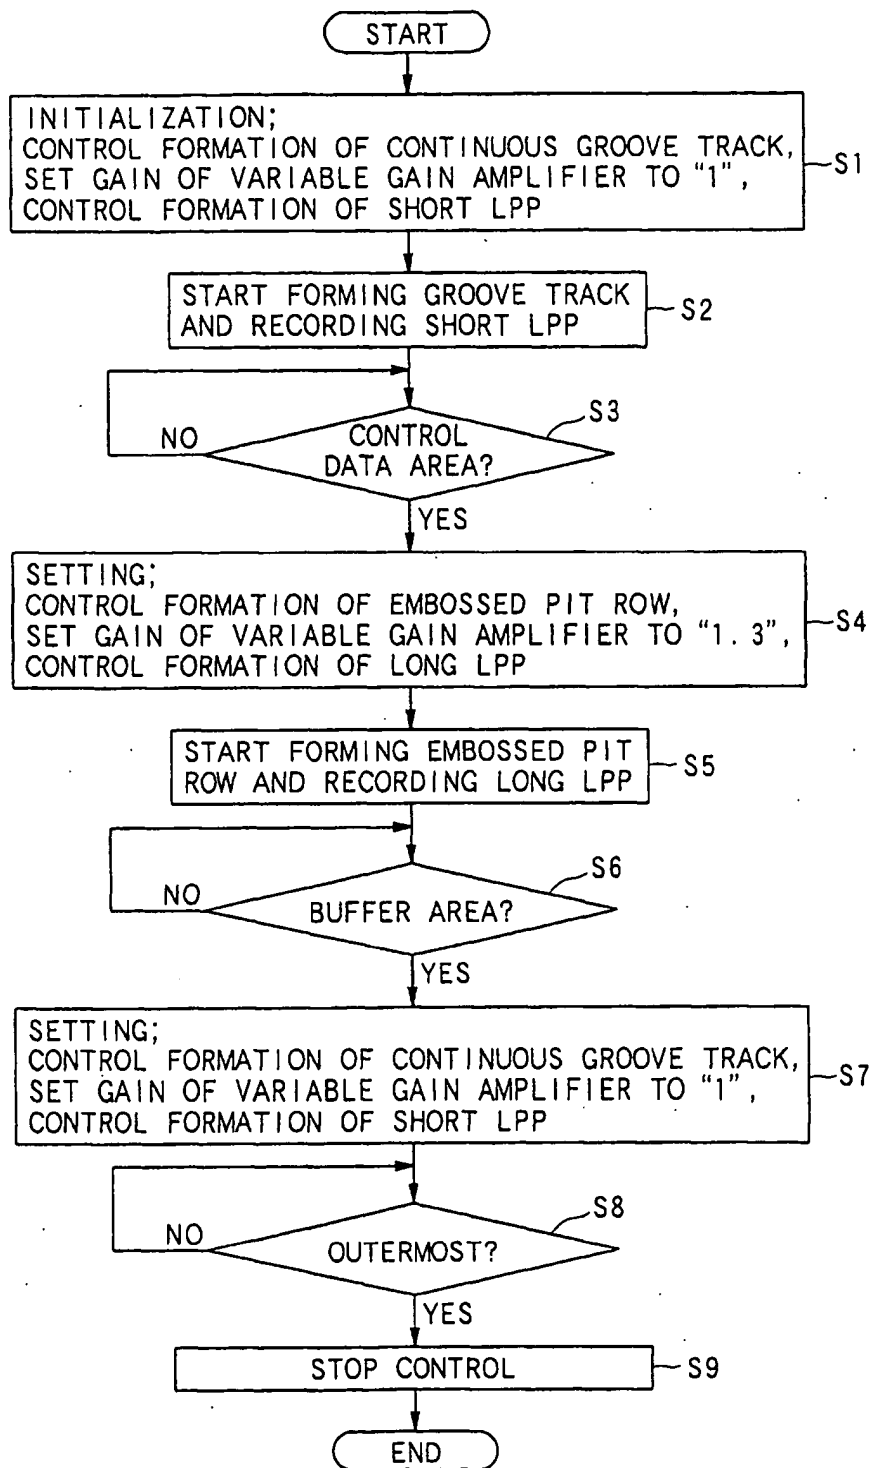 START
INITIALIZATION;
CONTROL FORMATION OF CONTINUOUS GROOVE TRACK,
SET GAIN OF VARIABLE GAIN AMPLIFIER TO "1",
CONTROL FORMATION OF SHORT LPP
S1
START FORMING GROOVE TRACK
AND RECORDING SHORT LPP
S2
S3
CONTROL
DATA AREA?
NO
YES
SETTING;
CONTROL FORMATION OF EMBOSSED PIT ROW,
SET GAIN OF VARIABLE GAIN AMPLIFIER TO "1.3",
CONTROL FORMATION OF LONG LPP
S4
START FORMING EMBOSSED PIT
ROW AND RECORDING LONG LPP
S5
S6
NO
BUFFER AREA?
YES
SETTING;
CONTROL FORMATION OF CONTINUOUS GROOVE TRACK,
SET GAIN OF VARIABLE GAIN AMPLIFIER TO "1",
CONTROL FORMATION OF SHORT LPP
S7
S8
NO
OUTERMOST?
YES
STOP CONTROL
S9
END